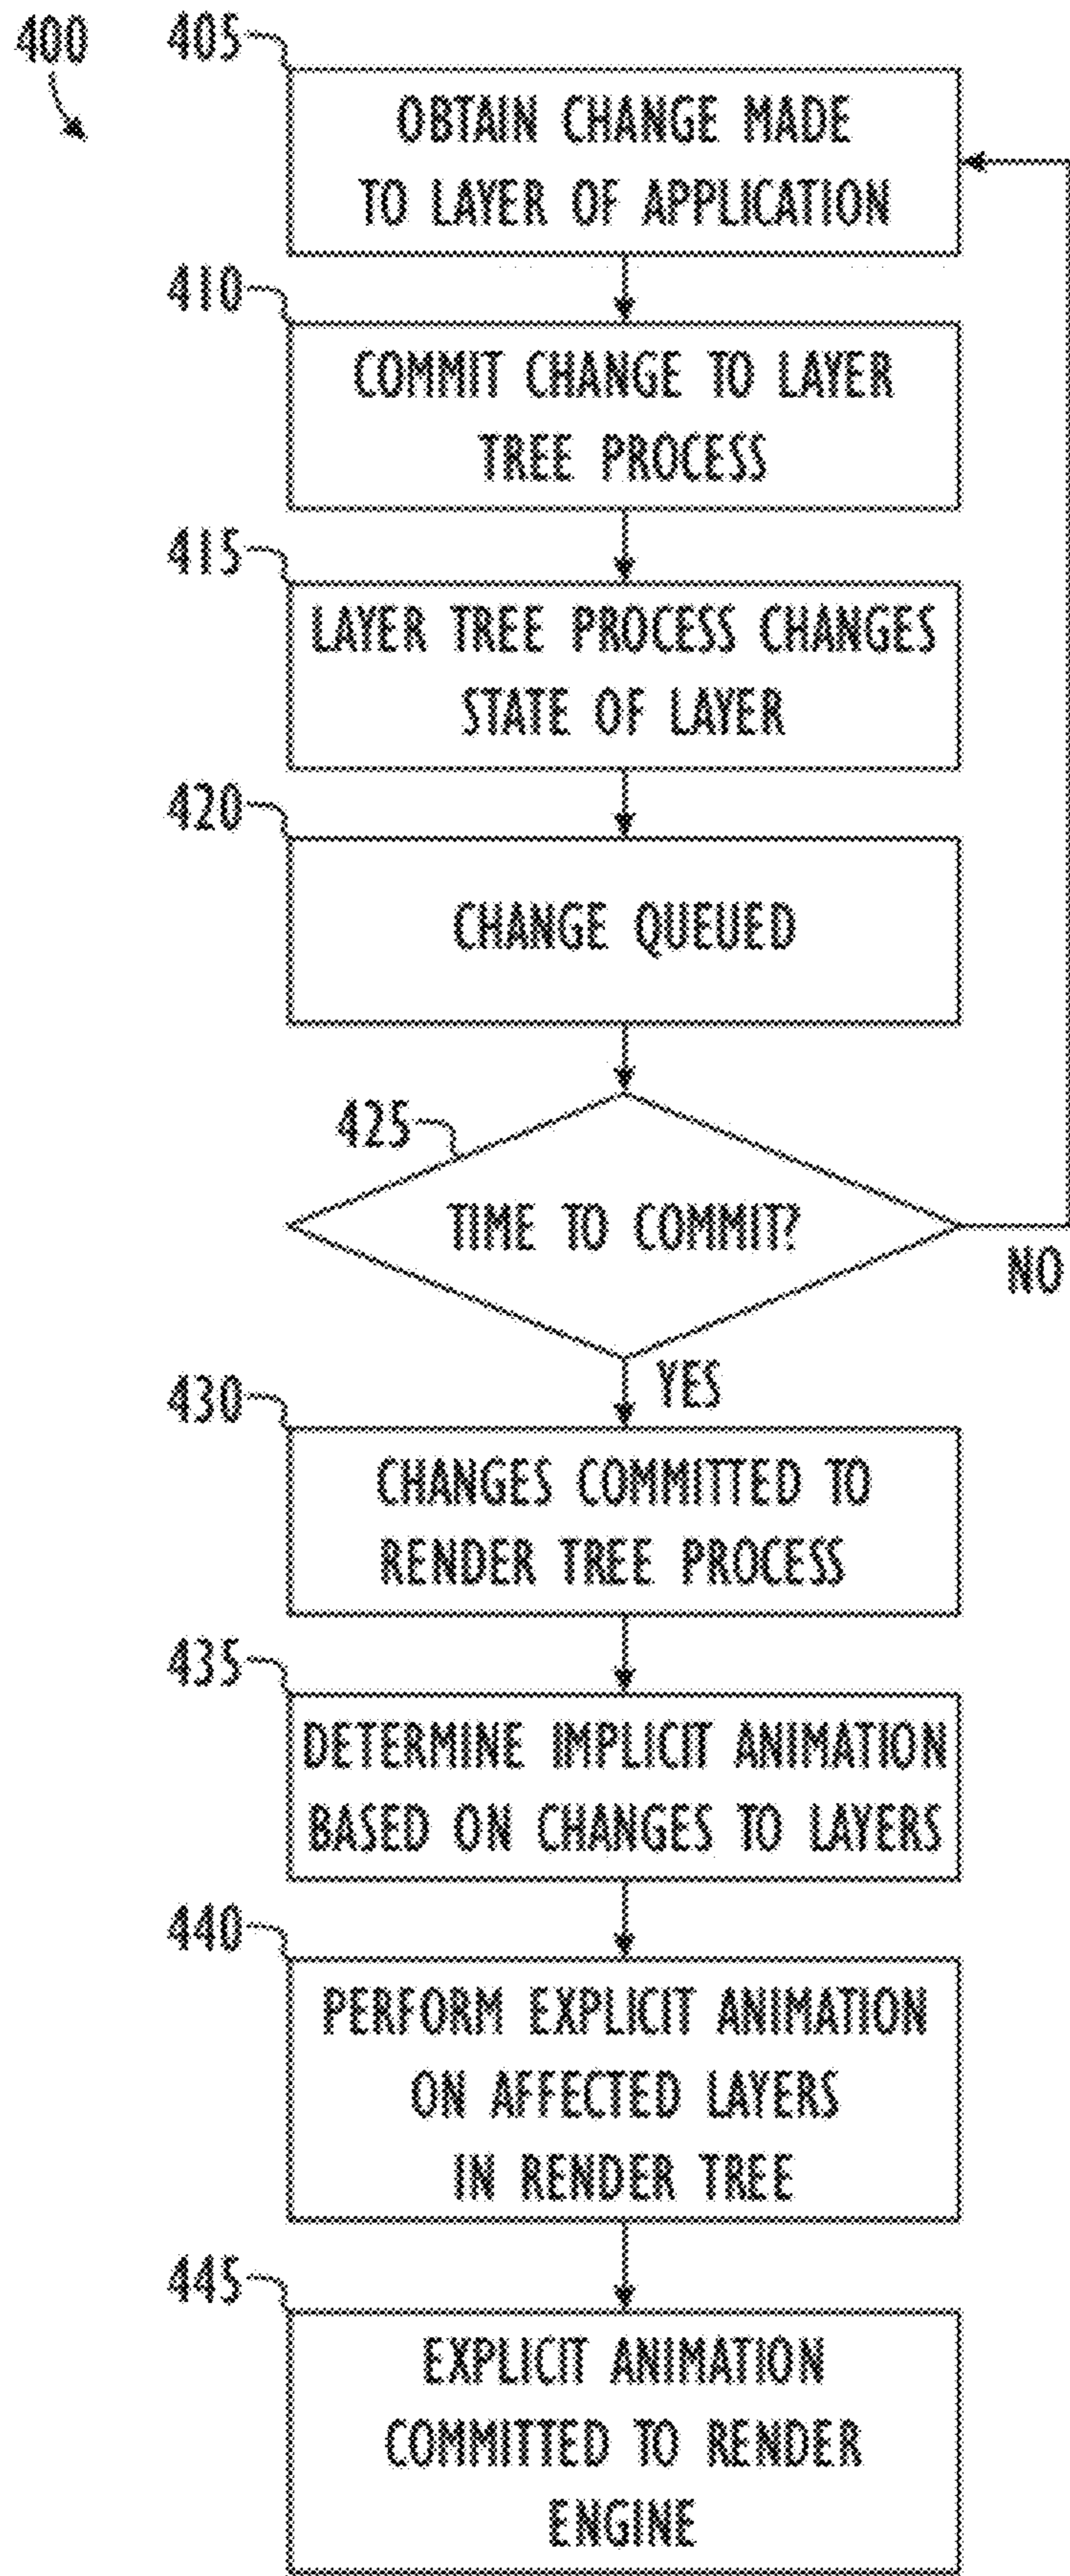 400
405
OBTAIN CHANGE MADE
TO LAYER OF APPLICATION
410
COMMIT CHANGE TO LAYER
TREE PROCESS
415
LAYER TREE PROCESS CHANGES
STATE OF LAYER
420
CHANGE QUEUED
425
TIME TO COMMIT?
NO
YES
430
CHANGES COMMITTED TO
RENDER TREE PROCESS
435
DETERMINE IMPLICIT ANIMATION
BASED ON CHANGES TO LAYERS
440
PERFORM EXPLICIT ANIMATION
ON AFFECTED LAYERS
IN RENDER TREE
445
EXPLICIT ANIMATION
COMMITTED TO RENDER
ENGINE